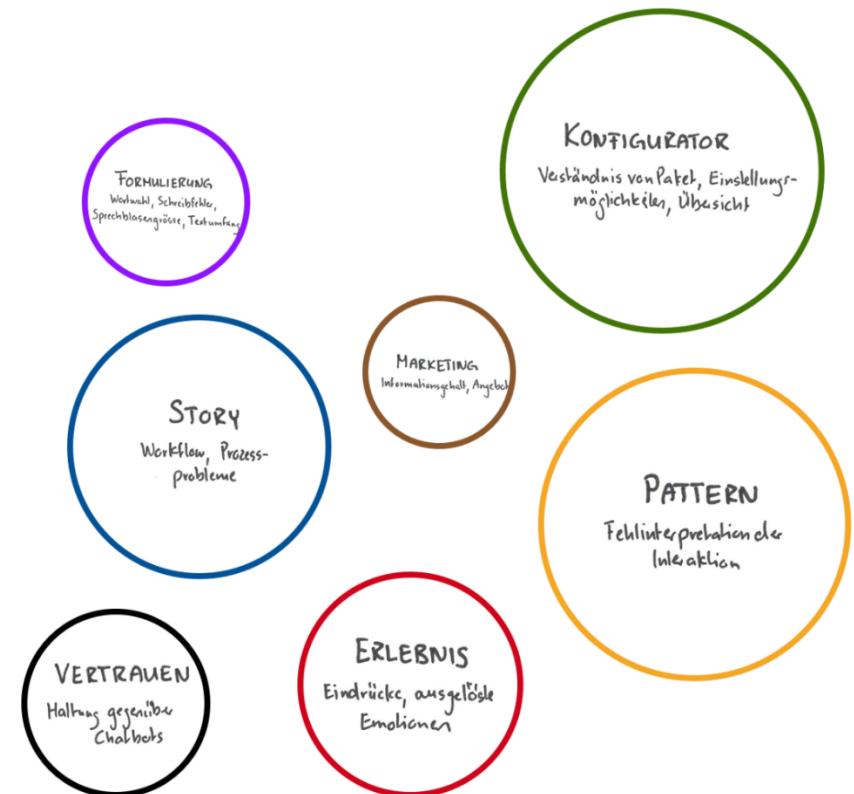 KONFIGURATOR
Verständnis von Paket, Einstellungs-
möglichkeiten, Übersicht
FORMULIERUNG
Wortwahl, Schreibfehler,
Sprechblasengrösse, Textumfang
MARKETING
Informationsgehalt, Angebot
STORY
Workflow, Prozess-
probleme
PATTERN
Fehlinterpretation der
Interaktion
ERLEBNIS
Eindrücke, ausgelöste
Emotionen
VERTRAUEN
Haltung gegenüber
Chatbots